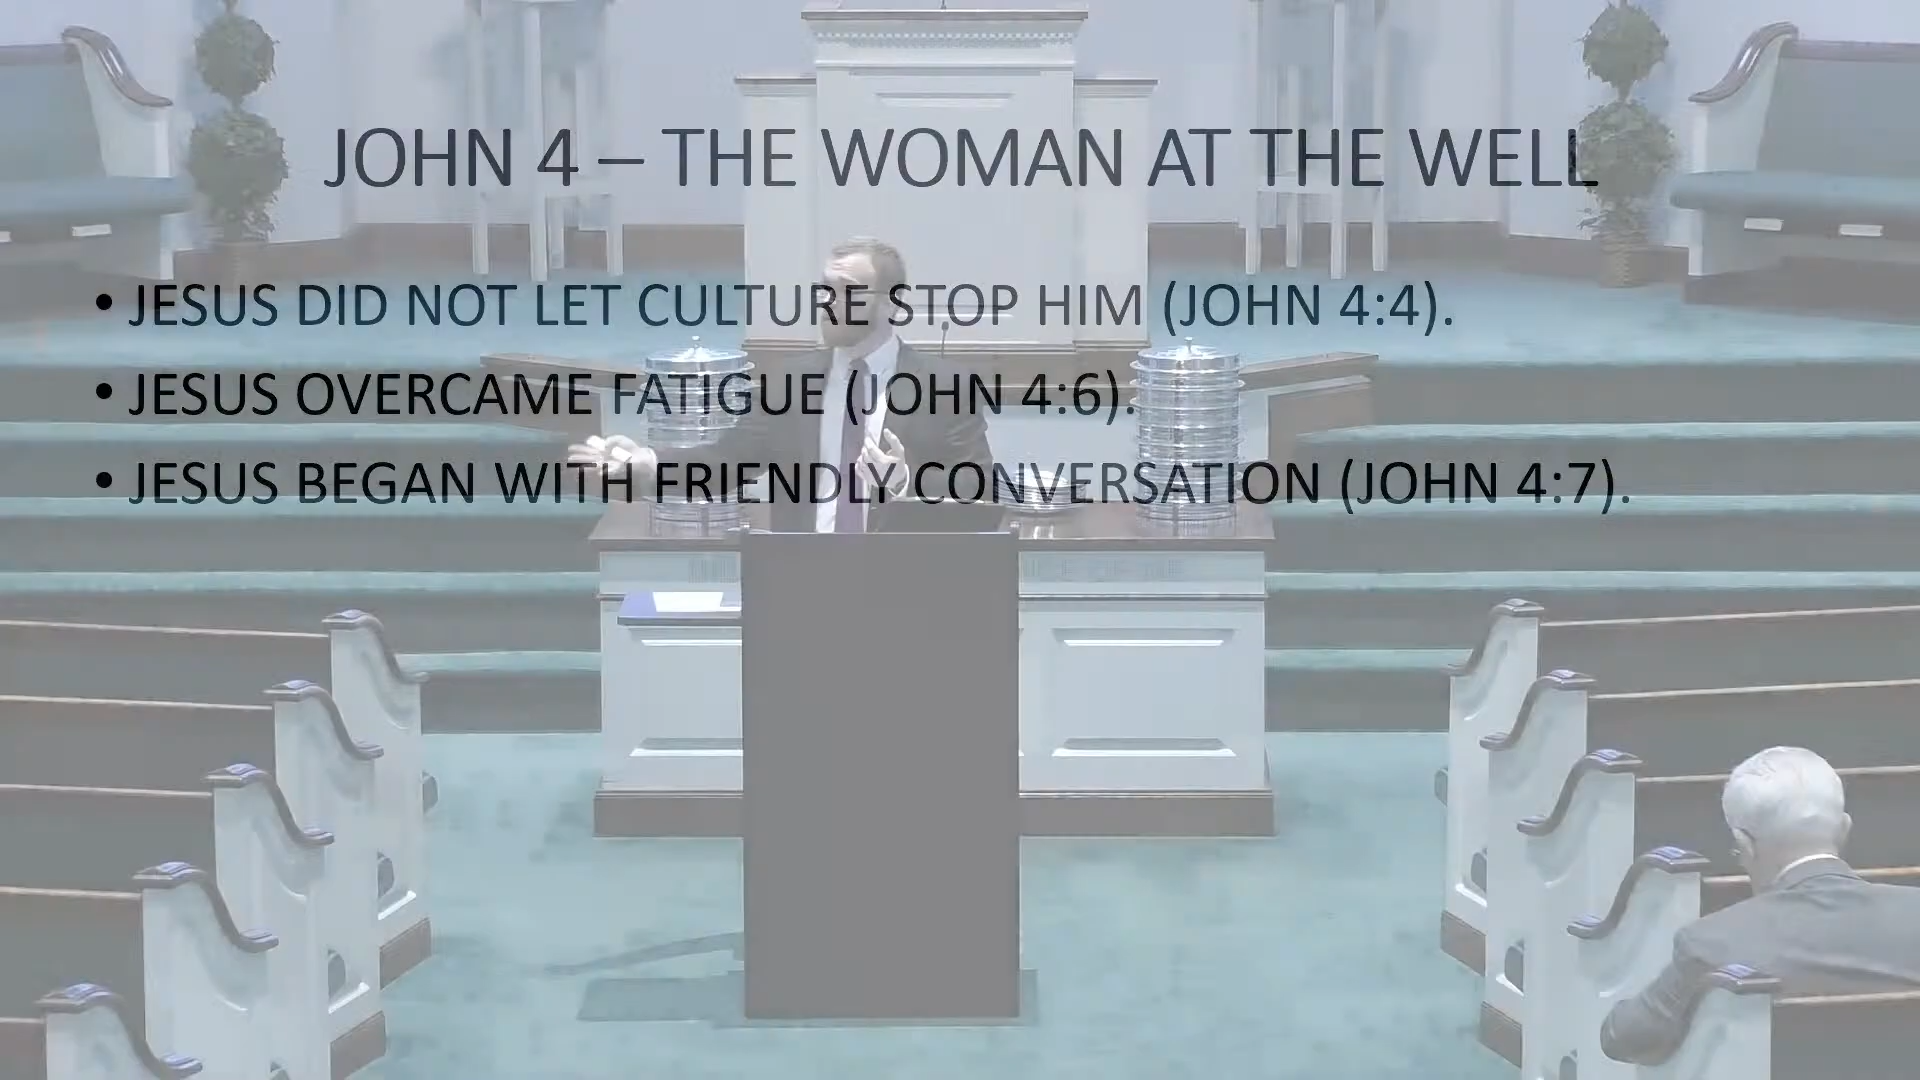 JOHN 4 – THE WOMAN AT THE WELL
• JESUS DID NOT LET CULTURE STOP HIM (JOHN 4:4).
• JESUS OVERCAME FATIGUE (JOHN 4:6).
• JESUS BEGAN WITH FRIENDLY CONVERSATION (JOHN 4:7).